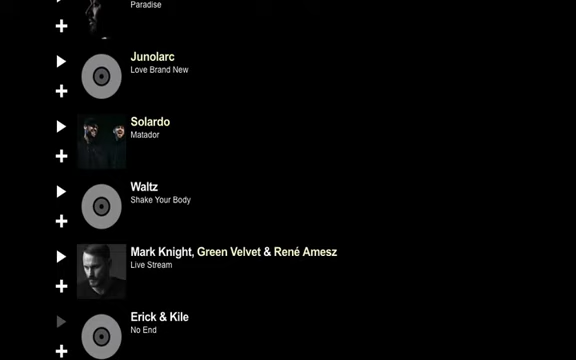 Paradise
Junolarc
Love Brand New
Solardo
Matador
Waltz
Shake Your Body
Mark Knight, Green Velvet & René Amesz
Live Stream
Erick & Kile
No End